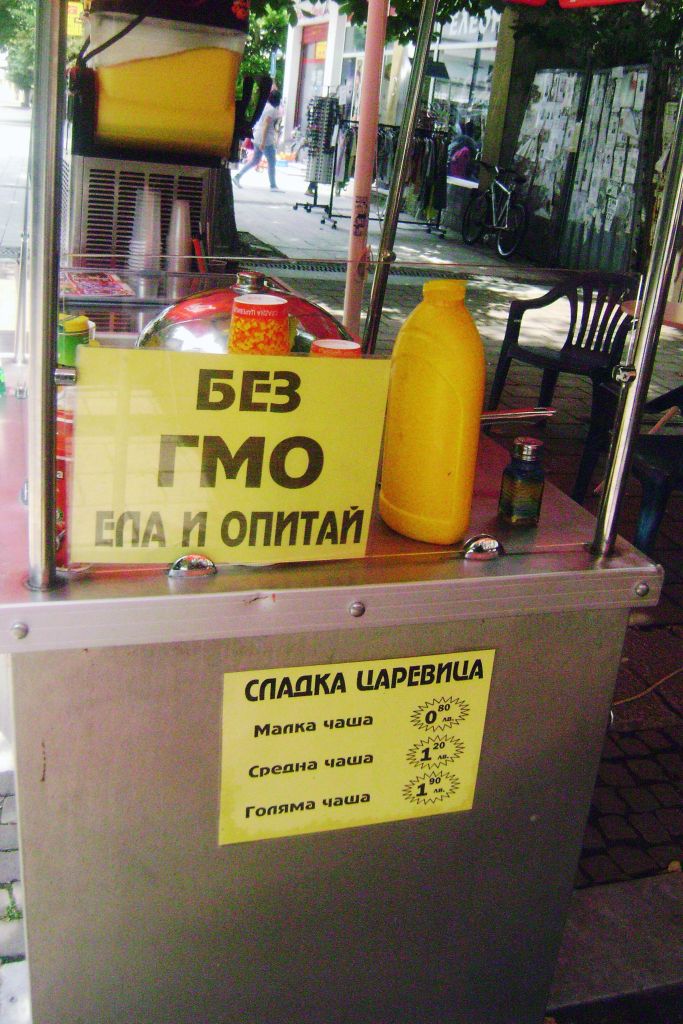 БЕЗ
ГМО
ЕЛА И ОПИТАЙ
СЛАДКА ЦАРЕВИЦА
Малка чаша 0 80 лв.
Средна чаша 1 20 лв.
Голяма чаша 1 90 лв.